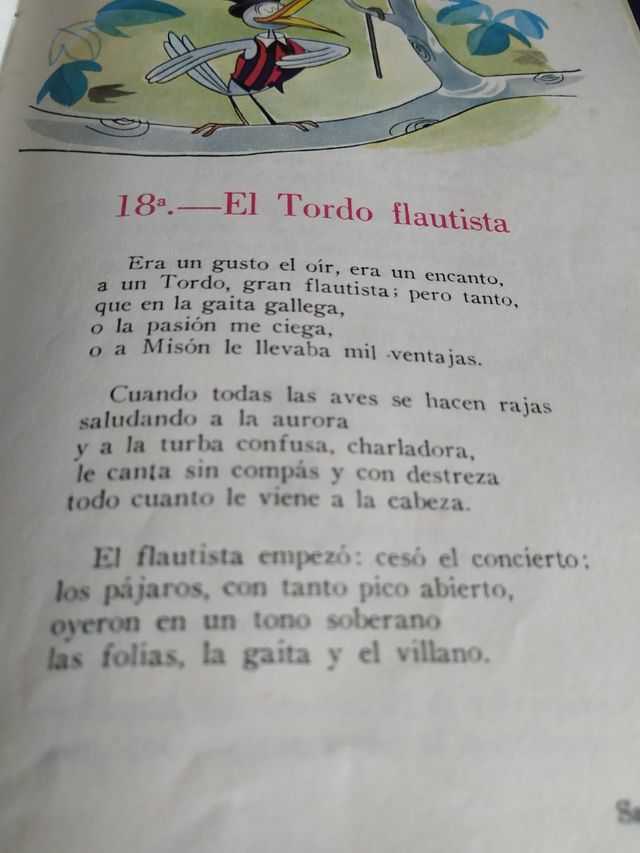 18ª.—El Tordo flautista
Era un gusto el oír, era un encanto,
a un Tordo, gran flautista; pero tanto,
que en la gaita gallega,
o la pasión me ciega,
o a Misón le llevaba mil ventajas.
Cuando todas las aves se hacen rajas
saludando a la aurora
y a la turba confusa, charladora,
le canta sin compás y con destreza
todo cuanto le viene a la cabeza.
El flautista empezó: cesó el concierto;
los pájaros, con tanto pico abierto,
oyeron en un tono soberano
las folias, la gaita y el villano.